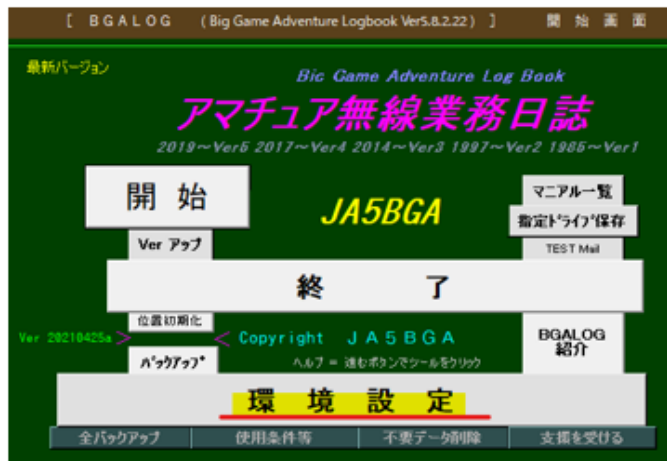 [ BGALOG (Big Game Adventure Logbook Ver5.8.2.22) ] 開 始 画 面
最新バージョン
Bic Game Adventure Log Book
アマチュア無線業務日誌
2019～Ver5 2017～Ver4 2014～Ver3 1997～Ver2 1985～Ver1
開 始
JA5BGA
マニアル一覧
指定ドライブ保存
Ver アップ
TEST Mail
終 了
位置初期化
Ver 20210425a > < Copyright JA5BGA
BGALOG
紹介
バックアップ
ヘルプ = 進むボタンでツールをクリック
環 境 設 定
全バックアップ 使用条件等 不要データ削除 支援を受ける